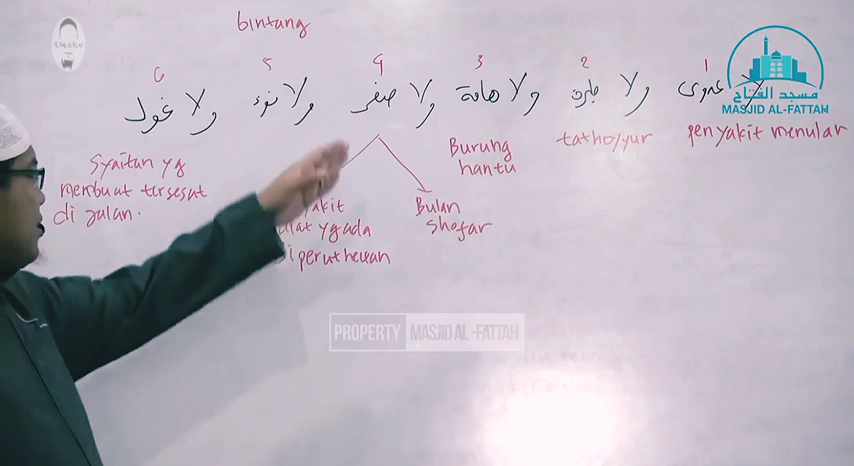 bintang
1 2 3 4 5 6
لا عدوى ولا طيرة ولا هامة ولا صفر ولا نوء ولا غول
penyakit menular
tathoyyur
Burung
hantu
Bulan
Shofar
yg ada
Syaitan yg
membuat tersesat
di jalan.
مسجد الفتاح
MASJID AL-FATTAH
PROPERTY MASJID AL-FATTAH